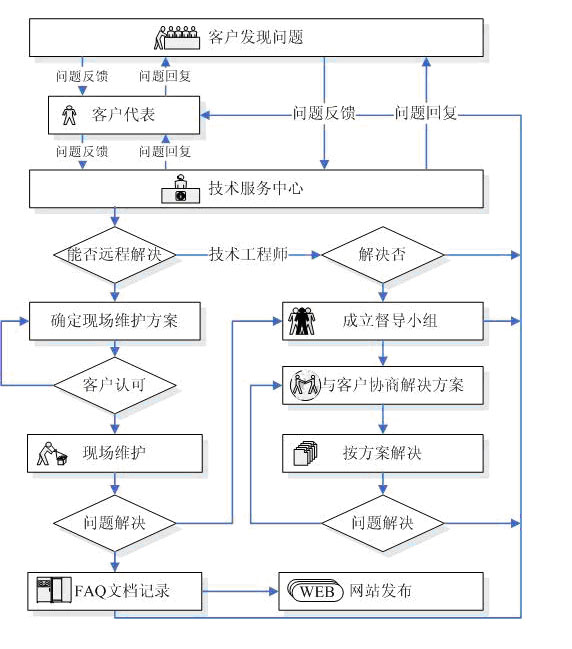 客户发现问题
问题反馈
问题回复
客户代表
问题反馈
问题回复
问题反馈
问题回复
技术服务中心
能否远程解决
技术工程师
解决否
确定现场维护方案
成立督导小组
客户认可
与客户协商解决方案
现场维护
按方案解决
问题解决
问题解决
FAQ文档记录
WEB
网站发布